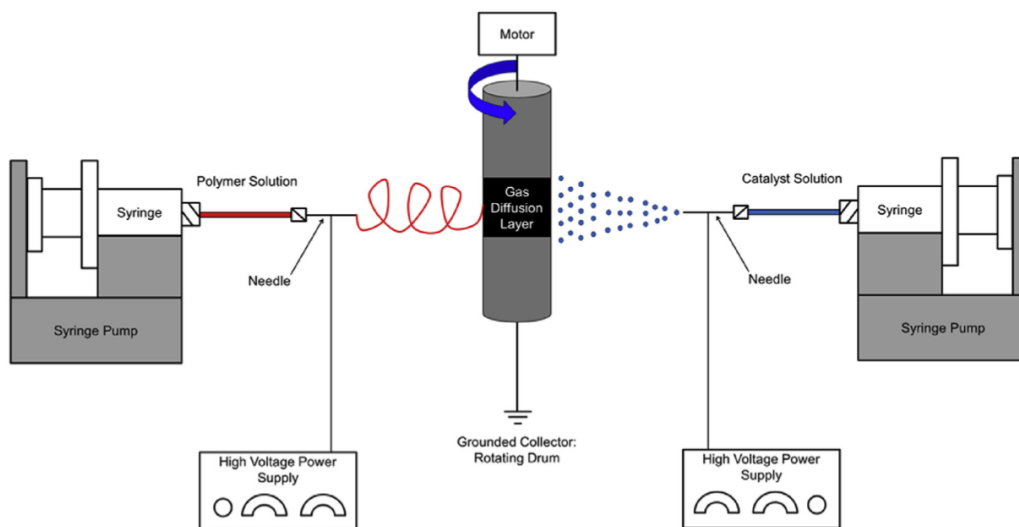 Motor
Polymer Solution
Catalyst Solution
Syringe
Gas
Diffusion
Layer
Syringe
Needle
Needle
Syringe Pump
Syringe Pump
Grounded Collector:
Rotating Drum
High Voltage Power
Supply
High Voltage Power
Supply